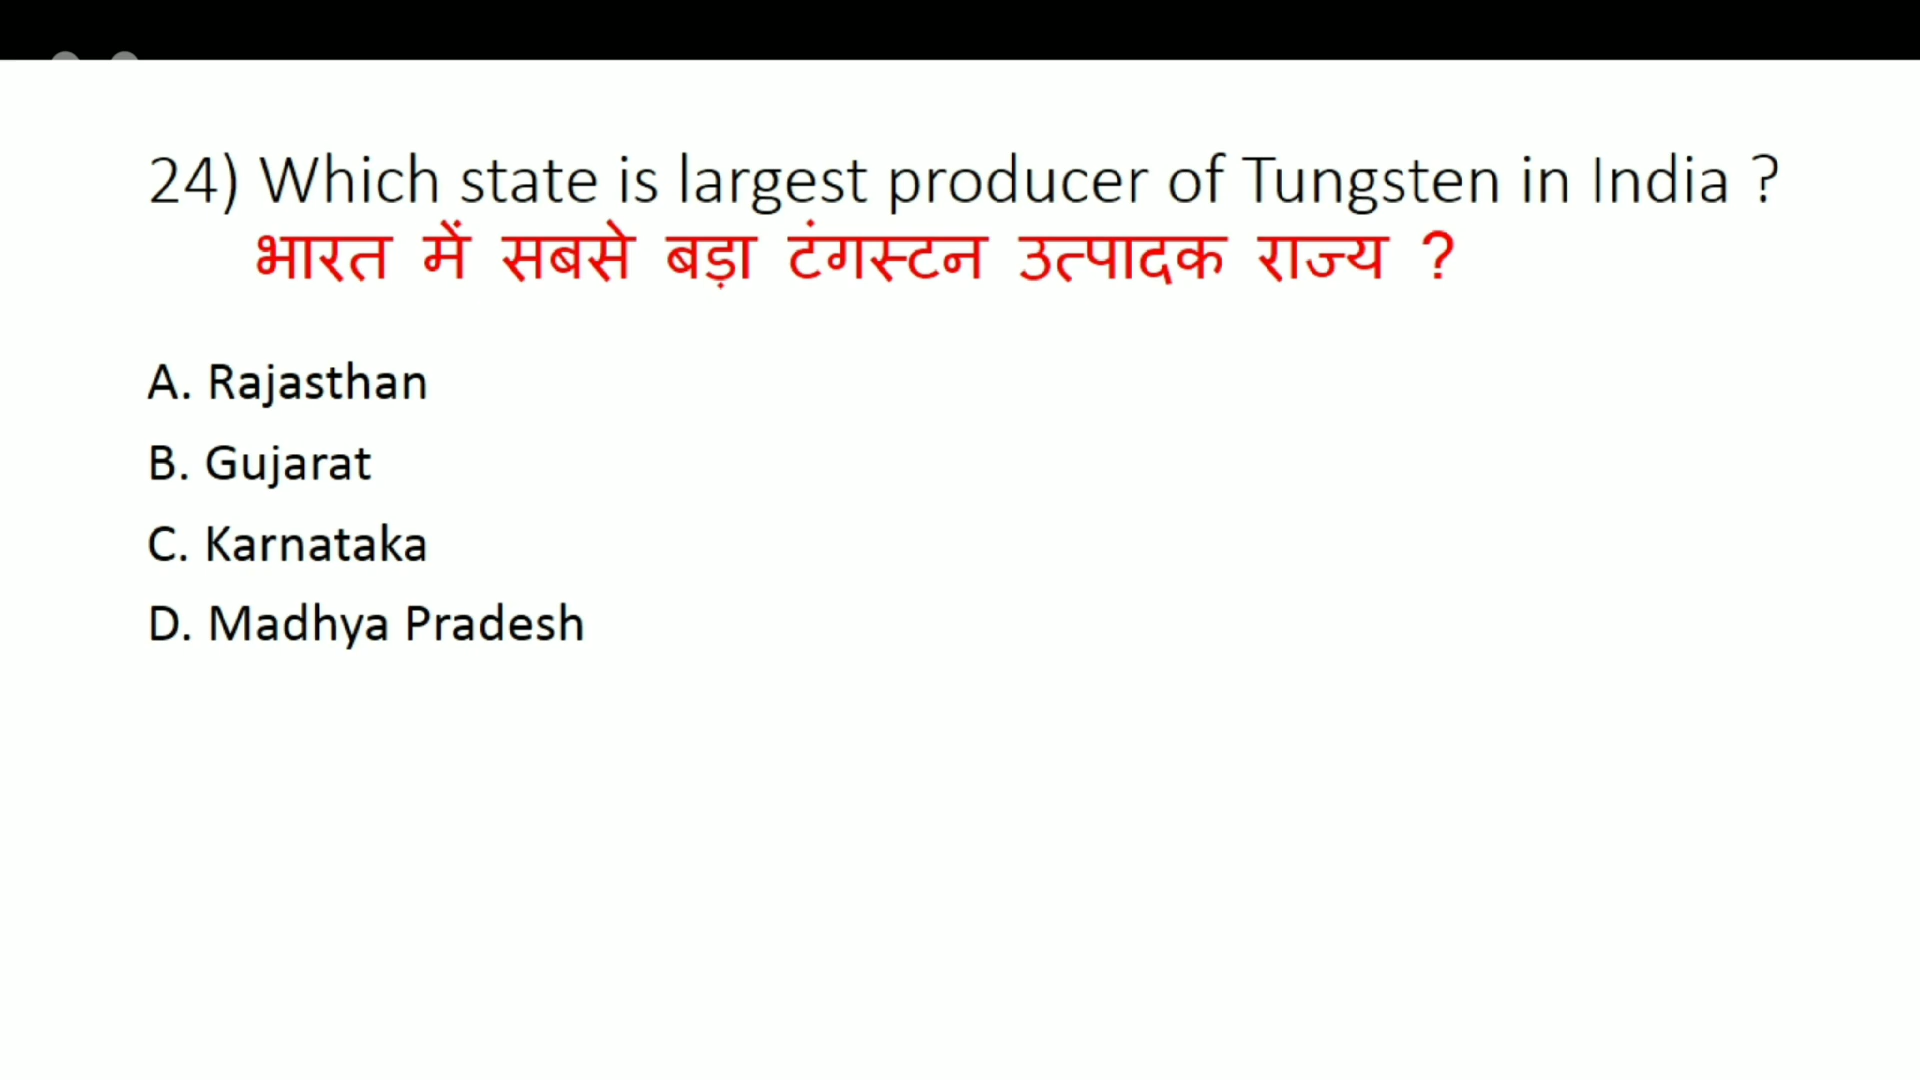 24) Which state is largest producer of Tungsten in India ?
भारत में सबसे बड़ा टंगस्टन उत्पादक राज्य ?
A. Rajasthan
B. Gujarat
C. Karnataka
D. Madhya Pradesh